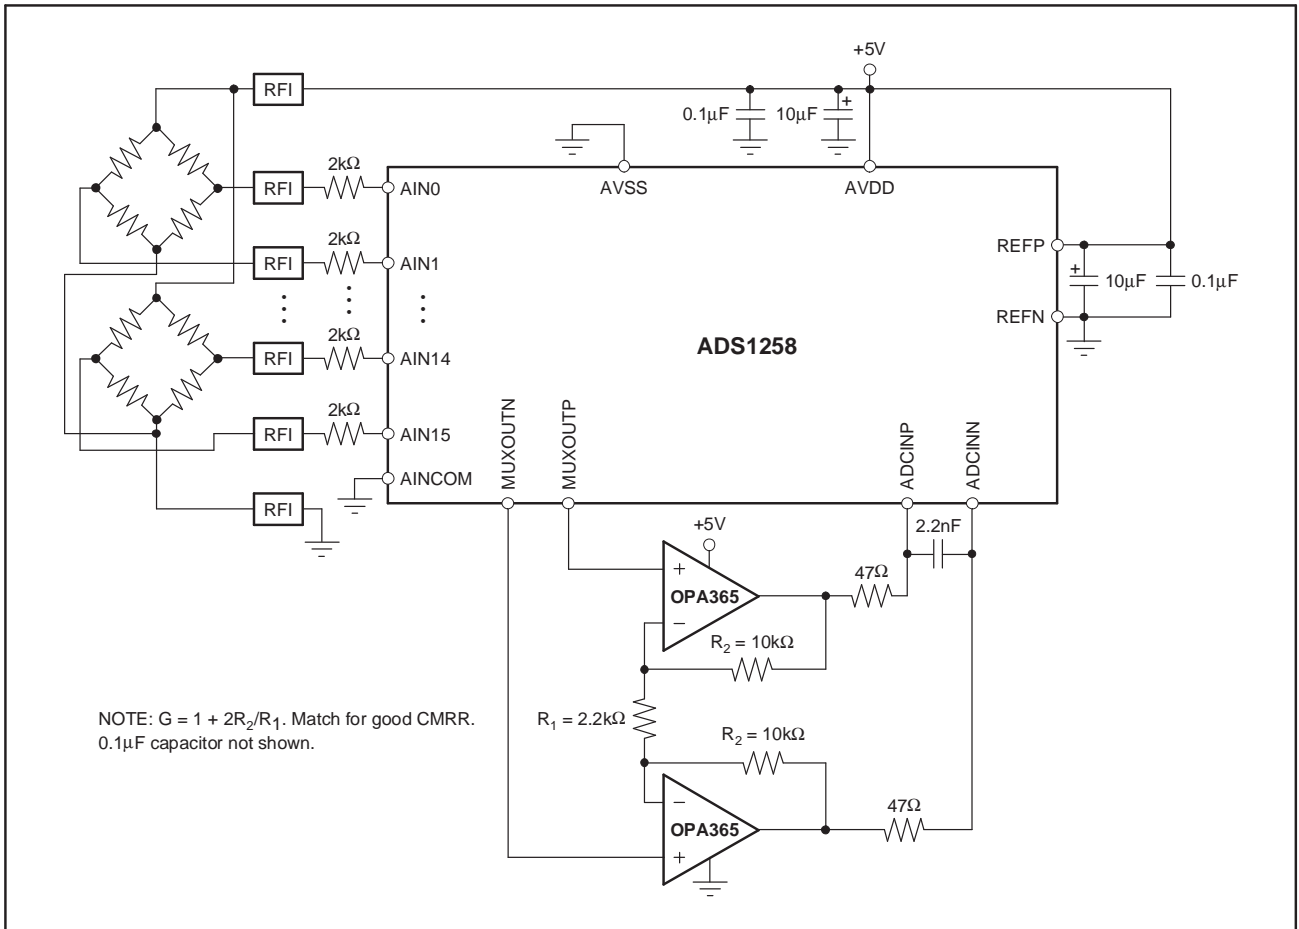 +5V
RFI
0.1μF
10μF
+
2kΩ
AVSS
AVDD
RFI
AIN0
2kΩ
RFI
AIN1
REFP
+
10μF
0.1μF
REFN
2kΩ
RFI
AIN14
ADS1258
2kΩ
RFI
AIN15
MUXOUTN
MUXOUTP
ADCINP
ADCINN
AINCOM
RFI
+5V
2.2nF
+
OPA365
−
47Ω
R2 = 10kΩ
NOTE: G = 1 + 2R2/R1. Match for good CMRR.
0.1μF capacitor not shown.
R1 = 2.2kΩ
R2 = 10kΩ
−
OPA365
+
47Ω